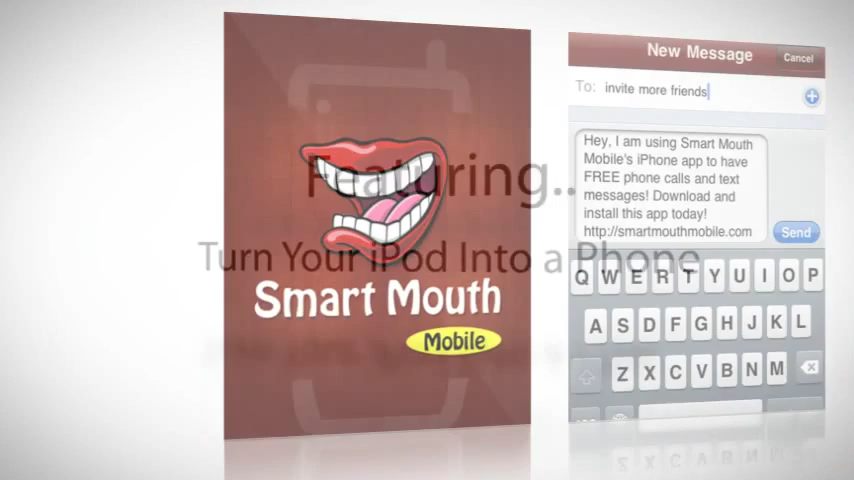 Featuring..
Turn Your iPod Into a Phone
Smart Mouth
Mobile
New Message
Cancel
To: invite more friends
Hey, I am using Smart Mouth
Mobile's iPhone app to have
FREE phone calls and text
messages! Download and
install this app today!
http://smartmouthmobile.com
Send
Q W E R T Y U I O P
A S D F G H J K L
Z X C V B N M